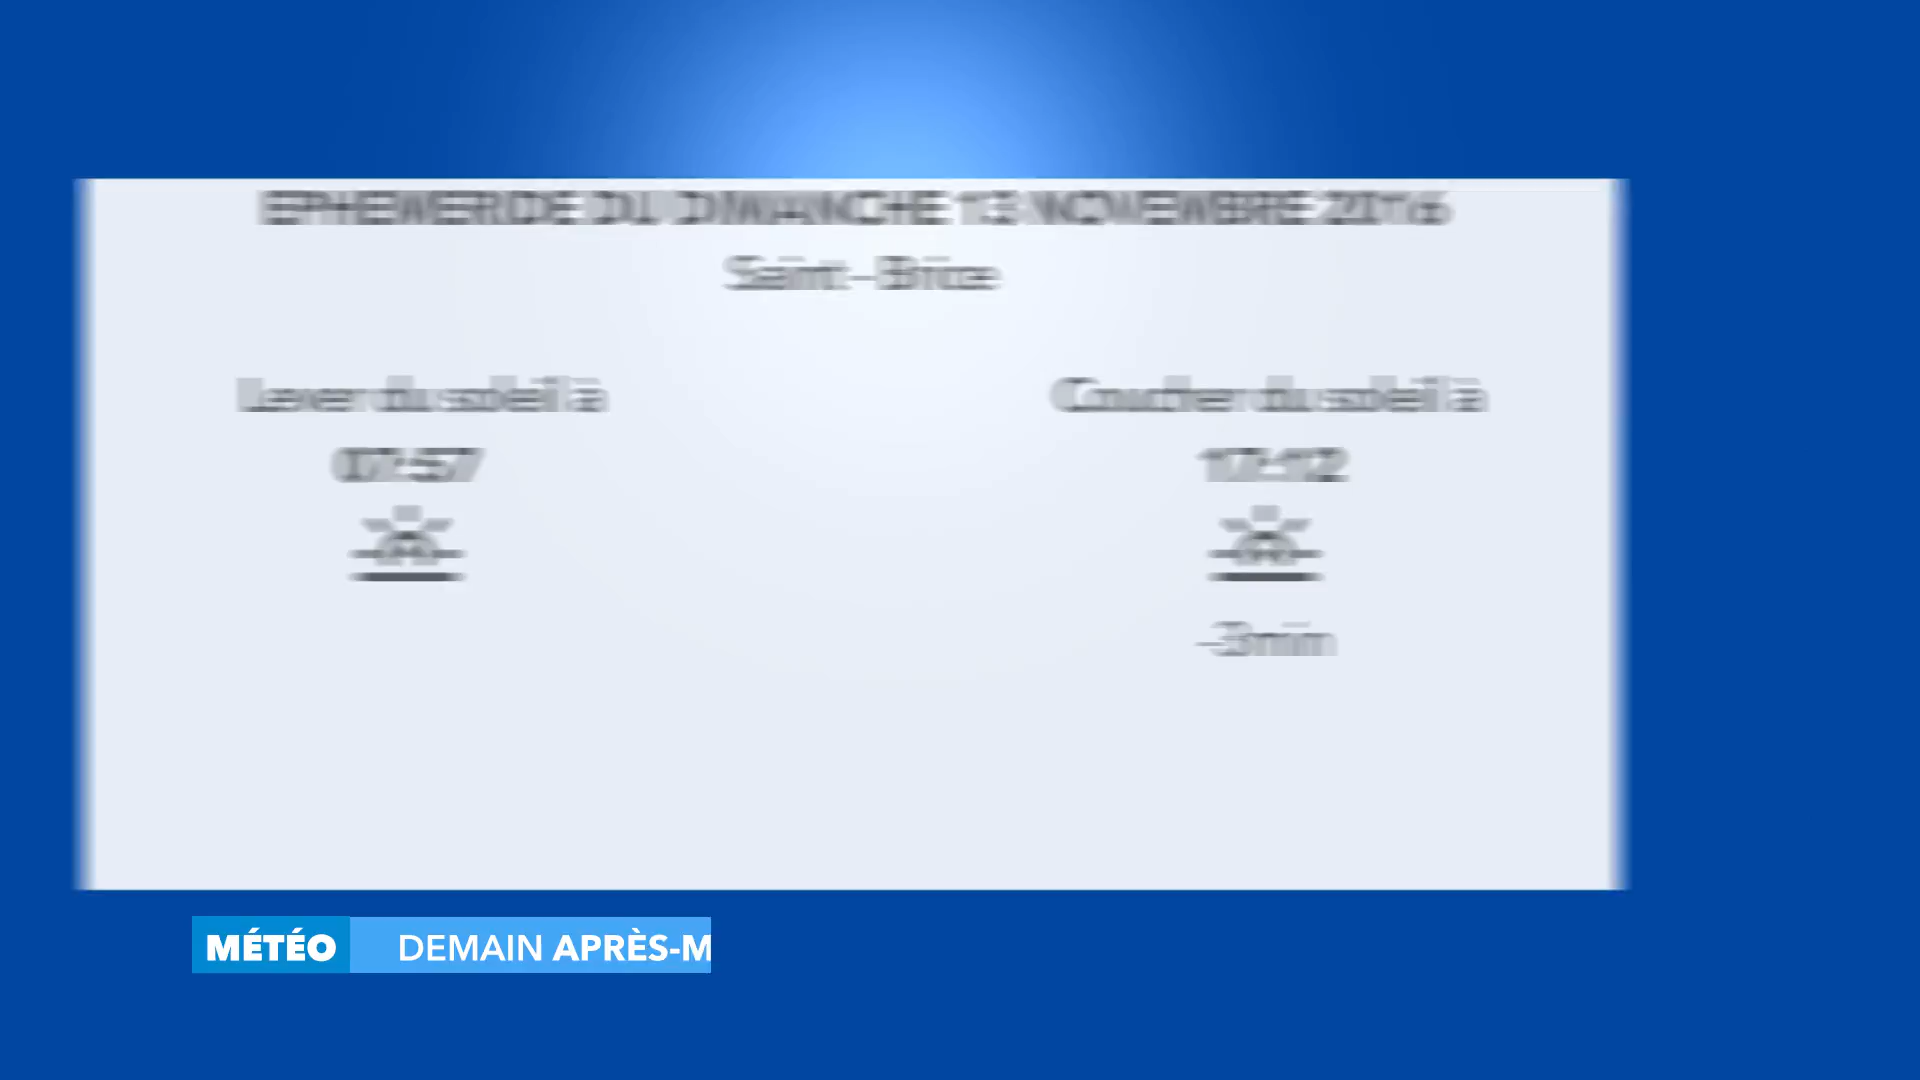 EPHEMERIDE DU DIMANCHE 13 NOVEMBRE 2016
Saint-Brice
Lever du soleil à
Coucher du soleil à
07:57
17:12
-3min
MÉTÉO DEMAIN APRÈS-M